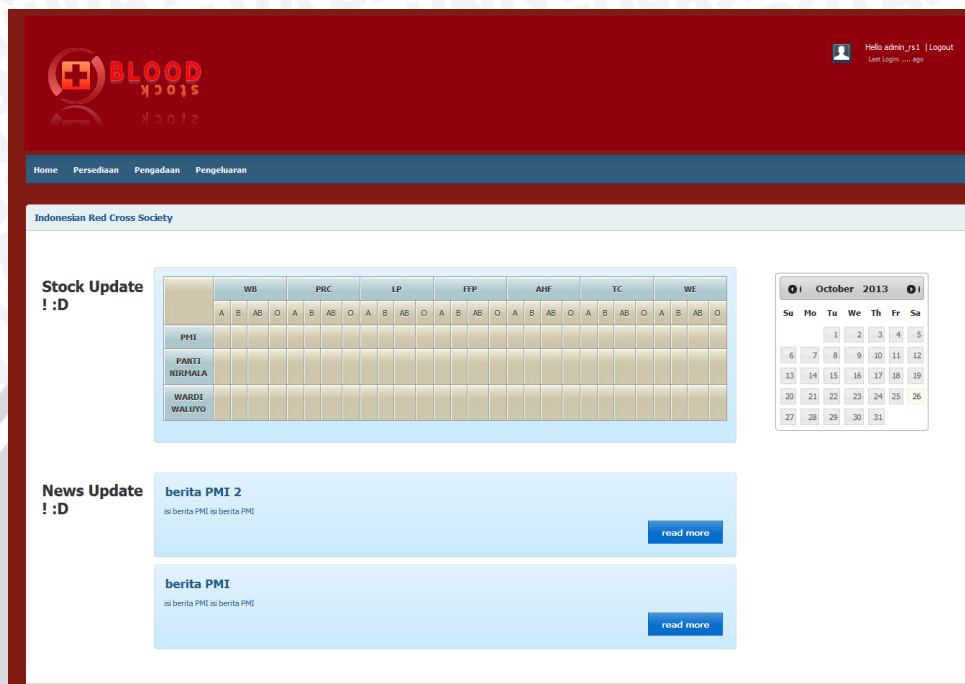 Hello admin_rs1 | Logout
Last Login: .... ago
BLOOD
stock
Home Persediaan Pengadaan Pengeluaran
Indonesian Red Cross Society
Stock Update
! :D
WB PRC LP FFP AHF TC WE
A B AB O A B AB O A B AB O A B AB O A B AB O A B AB O A B AB O
PMI
PANTI
NIRMALA
WARDI
WALUYO
October 2013
Su Mo Tu We Th Fr Sa
1 2 3 4 5
6 7 8 9 10 11 12
13 14 15 16 17 18 19
20 21 22 23 24 25 26
27 28 29 30 31
News Update
! :D
berita PMI 2
isi berita PMI isi berita PMI
read more
berita PMI
isi berita PMI isi berita PMI
read more